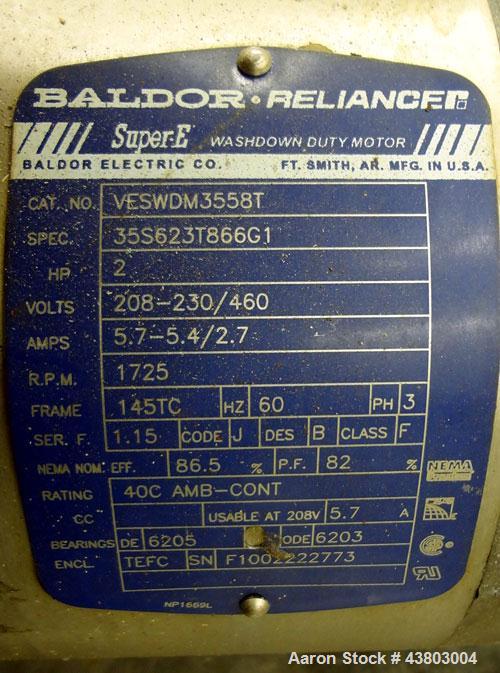 BALDOR • RELIANCER
Super-E WASHDOWN DUTY MOTOR
BALDOR ELECTRIC CO. FT. SMITH, AR. MFG. IN U.S.A.
CAT. NO. VESWDM3558T
SPEC. 35S623T866G1
HP 2
VOLTS 208-230/460
AMPS 5.7-5.4/2.7
R.P.M. 1725
FRAME 145TC HZ 60 PH 3
SER. F. 1.15 CODE J DES B CLASS F
NEMA NOM. EFF. 86.5 % P.F. 82 %
NEMA
RATING 40C AMB-CONT
CC USABLE AT 208V 5.7 A
BEARINGS DE 6205 ODE 6203
ENCL. TEFC SN F1002222773
NP1669L
Aaron Stock # 43803004